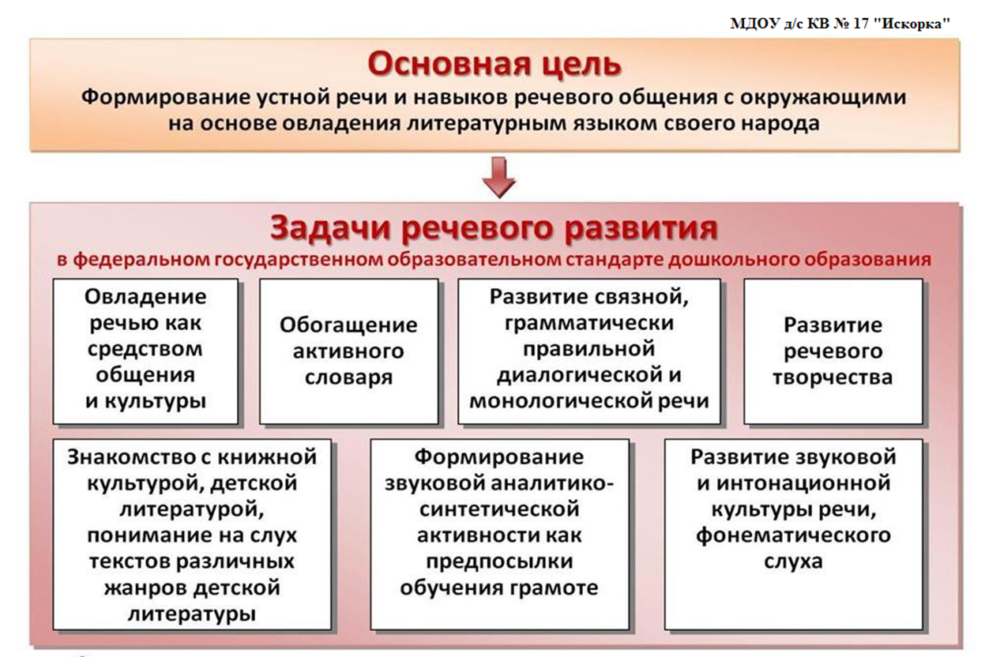 МДОУ д/с КВ № 17 "Искорка"
Основная цель
Формирование устной речи и навыков речевого общения с окружающими
на основе овладения литературным языком своего народа
Задачи речевого развития
в федеральном государственном образовательном стандарте дошкольного образования
Овладение
речью как
средством
общения
и культуры
Обогащение
активного
словаря
Развитие связной,
грамматически
правильной
диалогической и
монологической речи
Развитие
речевого
творчества
Знакомство с книжной
культурой, детской
литературой,
понимание на слух
текстов различных
жанров детской
литературы
Формирование
звуковой аналитико-
синтетической
активности как
предпосылки
обучения грамоте
Развитие звуковой
и интонационной
культуры речи,
фонематического
слуха